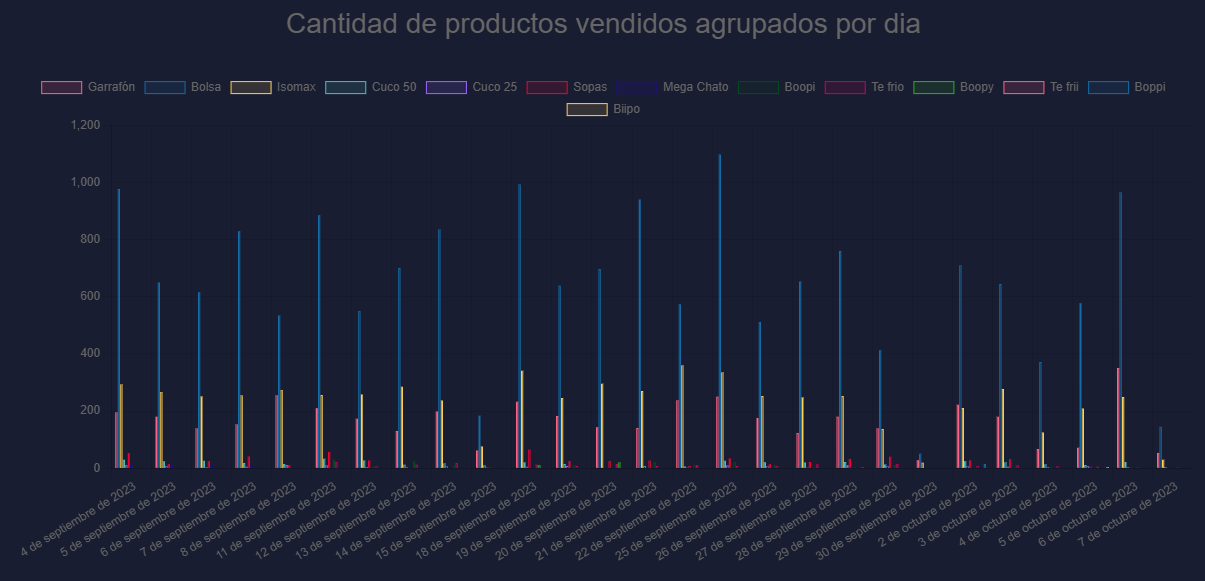 Cantidad de productos vendidos agrupados por dia
Garrafón Bolsa Isomax Cuco 50 Cuco 25 Sopas Mega Chato Boopi Te frio Boopy Te frii Boppi
Biipo
1,200
1,000
800
600
400
200
0
4 de septiembre de 2023
5 de septiembre de 2023
6 de septiembre de 2023
7 de septiembre de 2023
8 de septiembre de 2023
11 de septiembre de 2023
12 de septiembre de 2023
13 de septiembre de 2023
14 de septiembre de 2023
15 de septiembre de 2023
18 de septiembre de 2023
19 de septiembre de 2023
20 de septiembre de 2023
21 de septiembre de 2023
22 de septiembre de 2023
25 de septiembre de 2023
26 de septiembre de 2023
27 de septiembre de 2023
28 de septiembre de 2023
29 de septiembre de 2023
30 de septiembre de 2023
2 de octubre de 2023
3 de octubre de 2023
4 de octubre de 2023
5 de octubre de 2023
6 de octubre de 2023
7 de octubre de 2023